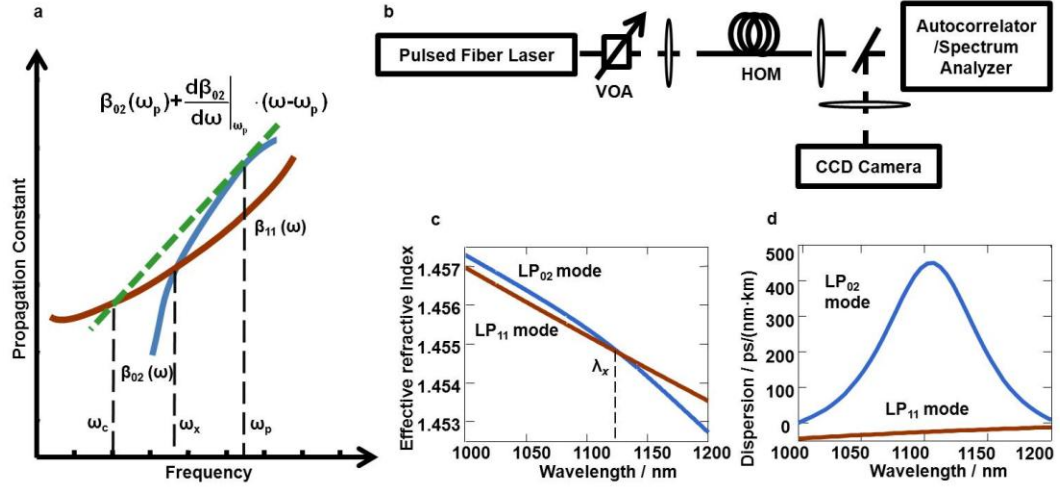 a
β₀₂(ωₚ)+dβ₀₂/dω|ωₚ·(ω-ωₚ)
Propagation Constant
β₁₁(ω)
β₀₂(ω)
ω_c
ωₓ
ωₚ
Frequency
b
Pulsed Fiber Laser
VOA
HOM
Autocorrelator
/Spectrum
Analyzer
CCD Camera
c
Effective refractive Index
1.457
1.456
1.455
1.454
1.453
LP₀₂ mode
LP₁₁ mode
λₓ
1000
1050
1100
1150
1200
Wavelength / nm
d
Dispersion / ps/(nm·km)
500
400
300
200
100
0
LP₀₂
mode
LP₁₁ mode
1000
1050
1100
1150
1200
Wavelength / nm